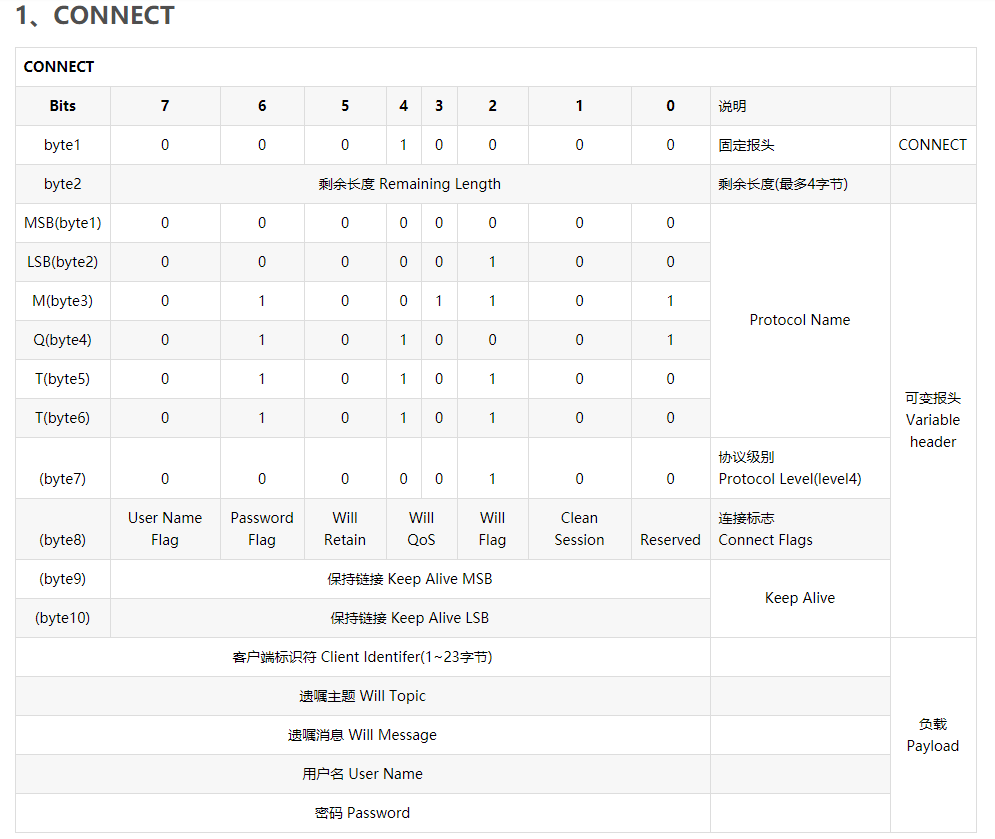 1、CONNECT
CONNECT
Bits 7 6 5 4 3 2 1 0 说明
byte1 0 0 0 1 0 0 0 0 固定报头 CONNECT
byte2 剩余长度 Remaining Length 剩余长度(最多4字节)
MSB(byte1) 0 0 0 0 0 0 0 0
LSB(byte2) 0 0 0 0 0 1 0 0
M(byte3) 0 1 0 0 1 1 0 1
Protocol Name
Q(byte4) 0 1 0 1 0 0 0 1
T(byte5) 0 1 0 1 0 1 0 0
T(byte6) 0 1 0 1 0 1 0 0
可变报头
Variable
header
协议级别
(byte7) 0 0 0 0 0 1 0 0 Protocol Level(level4)
User Name Password Will Will Will Clean 连接标志
(byte8) Flag Flag Retain QoS Flag Session Reserved Connect Flags
(byte9) 保持链接 Keep Alive MSB
Keep Alive
(byte10) 保持链接 Keep Alive LSB
客户端标识符 Client Identifer(1~23字节)
遗嘱主题 Will Topic
遗嘱消息 Will Message
负载
Payload
用户名 User Name
密码 Password